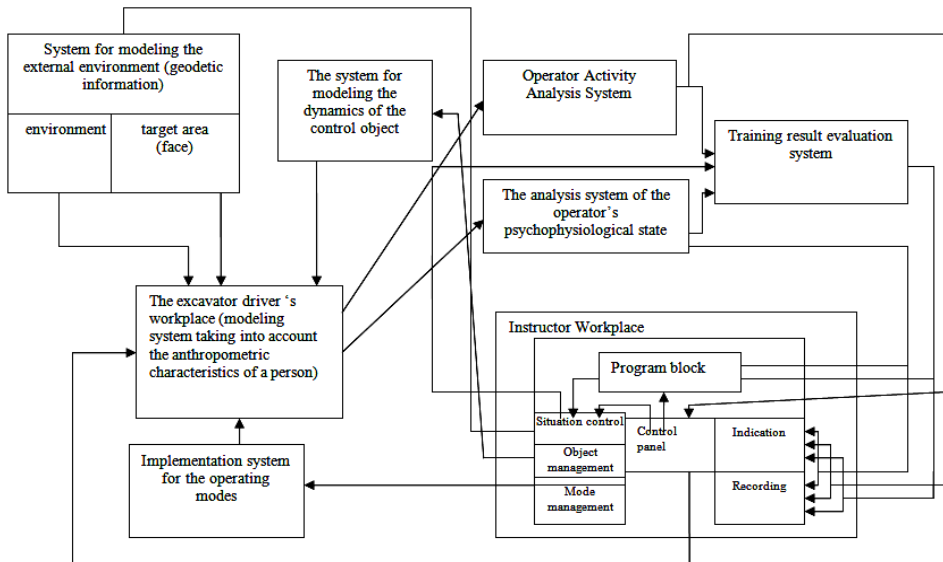 System for modeling the
external environment (geodetic
information)
environment
target area
(face)
The system for
modeling the
dynamics of the
control object
Operator Activity
Analysis System
Training result evaluation
system
The analysis system of the
operator’s
psychophysiological state
The excavator driver ‘s
workplace (modeling
system taking into account
the anthropometric
characteristics of a person)
Implementation system
for the operating
modes
Instructor Workplace
Program block
Situation control
Object
management
Mode
management
Control
panel
Indication
Recording